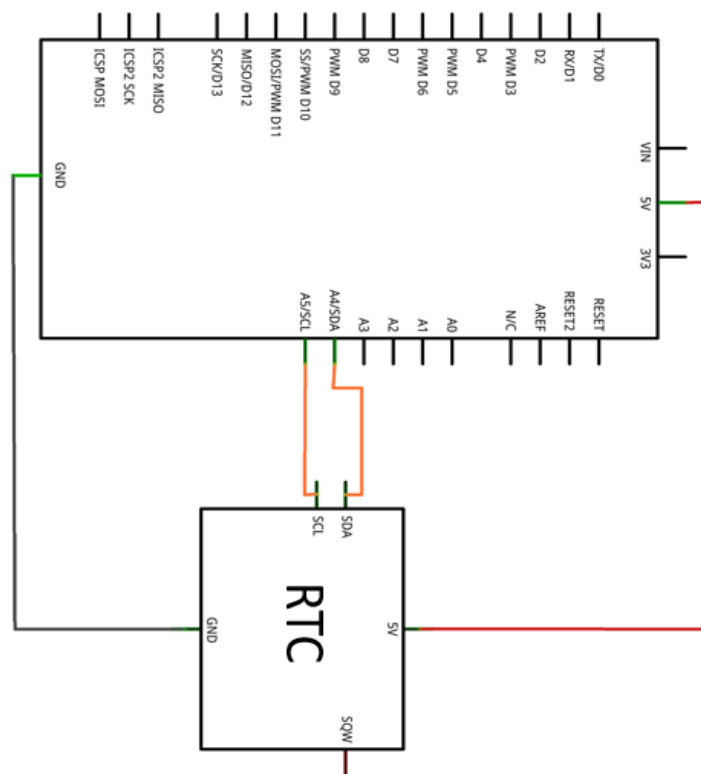 ICSP MOSI
ICSP2 SCK
ICSP2 MISO
SCK/D13
MISO/D12
MOSI/PWM D11
SS/PWM D10
PWM D9
D8
D7
PWM D6
PWM D5
D4
PWM D3
D2
RX/D1
TX/D0
VIN
GND
5V
3V3
A5/SCL
A4/SDA
A3
A2
A1
A0
N/C
AREF
RESET2
RESET
SCL
SDA
RTC
GND
5V
SQW